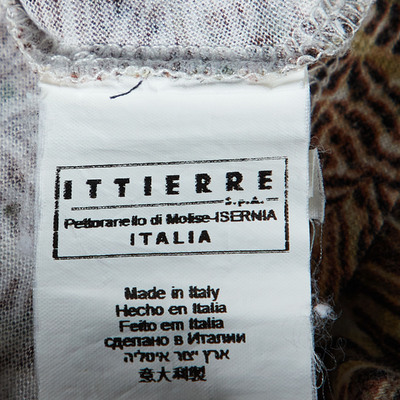 ITTIERRE
S.p.A.
Pettoranello di Molise-ISERNIA
ITALIA
Made in Italy
Hecho en Italia
Feito em Italia
сделано в Италии
ארץ ייצור איטליה
意大利製